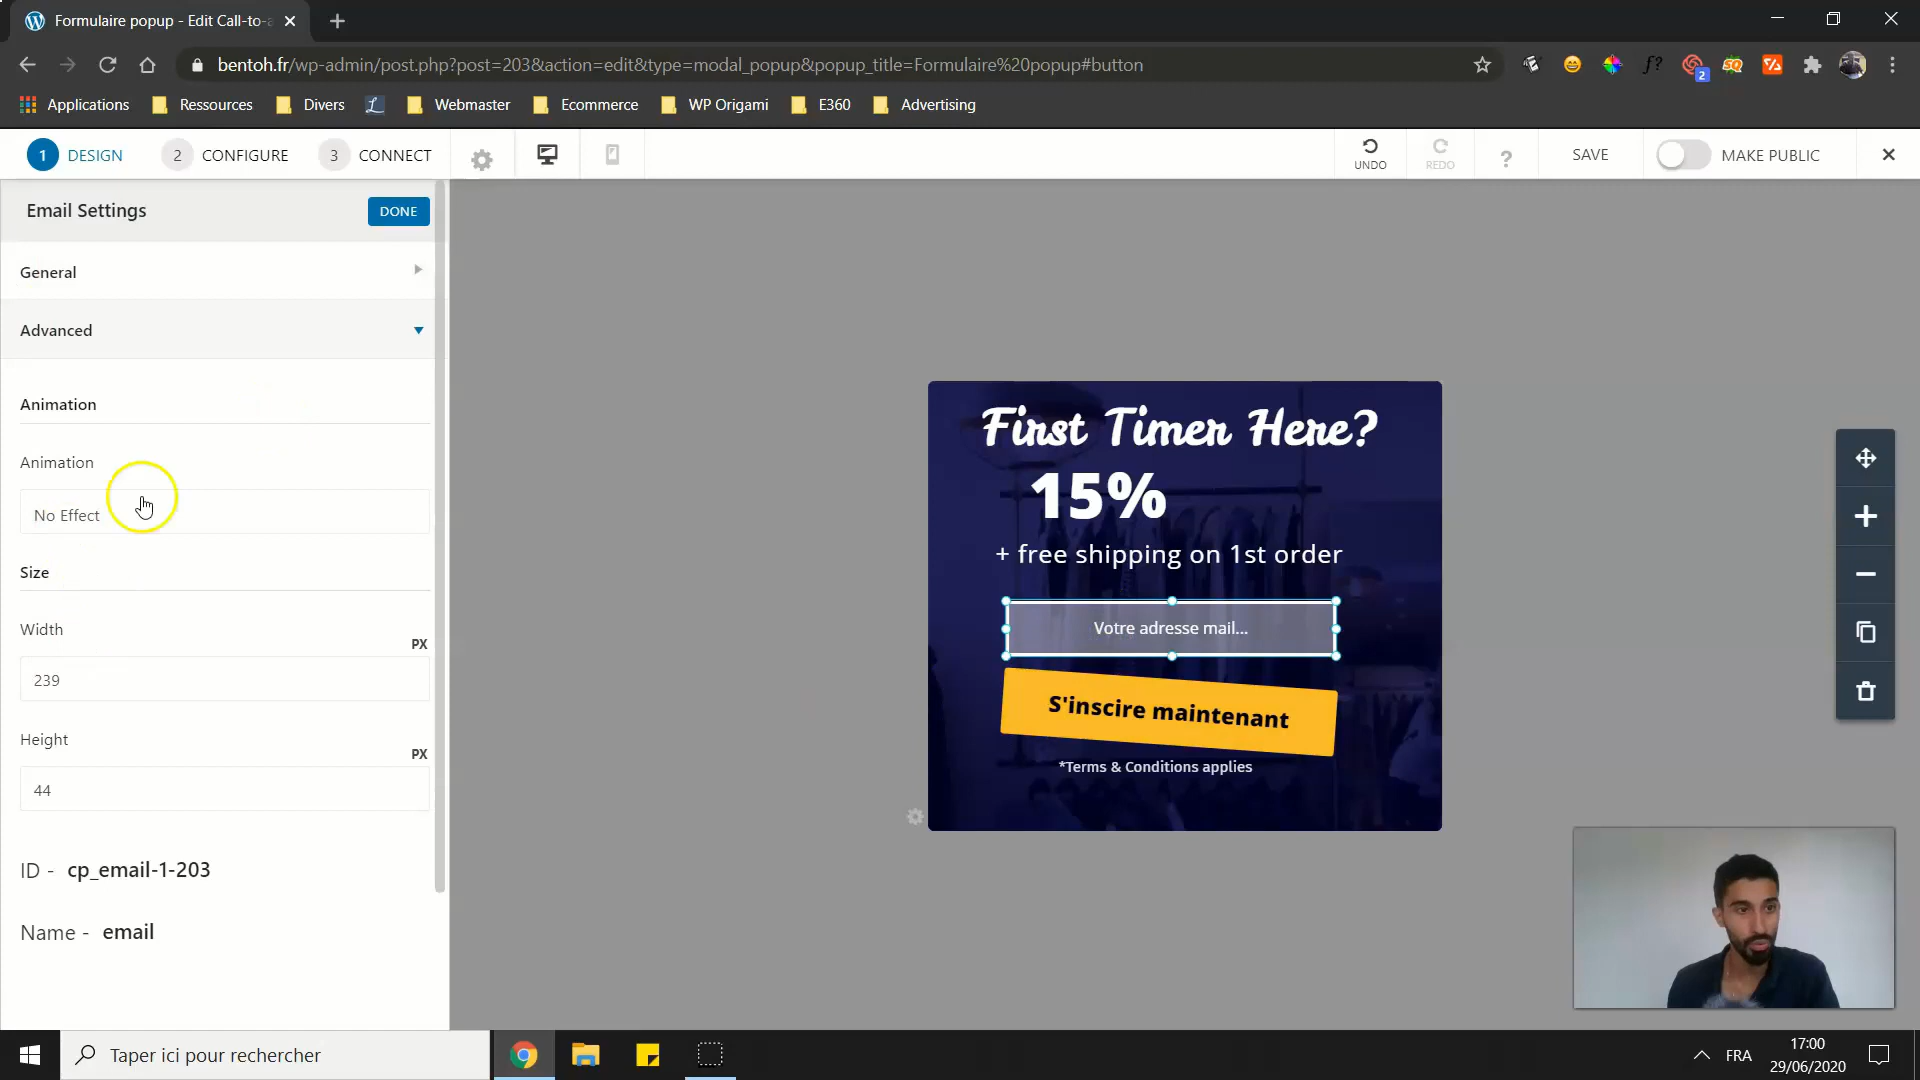 Formulaire popup - Edit Call-to-a
bentoh.fr/wp-admin/post.php?post=203&action=edit&type=modal_popup&popup_title=Formulaire%20popup#button
2
Applications
Ressources
Divers
Webmaster
Ecommerce
WP Origami
E360
Advertising
1 DESIGN
2 CONFIGURE
3 CONNECT
UNDO
REDO
?
SAVE
MAKE PUBLIC
Email Settings
DONE
General
Advanced
Animation
Animation
No Effect
Size
Width
PX
239
Height
PX
44
ID - cp_email-1-203
Name - email
First Timer Here?
15%
+ free shipping on 1st order
Votre adresse mail...
S'inscire maintenant
*Terms & Conditions applies
Taper ici pour rechercher
FRA
17:00
29/06/2020